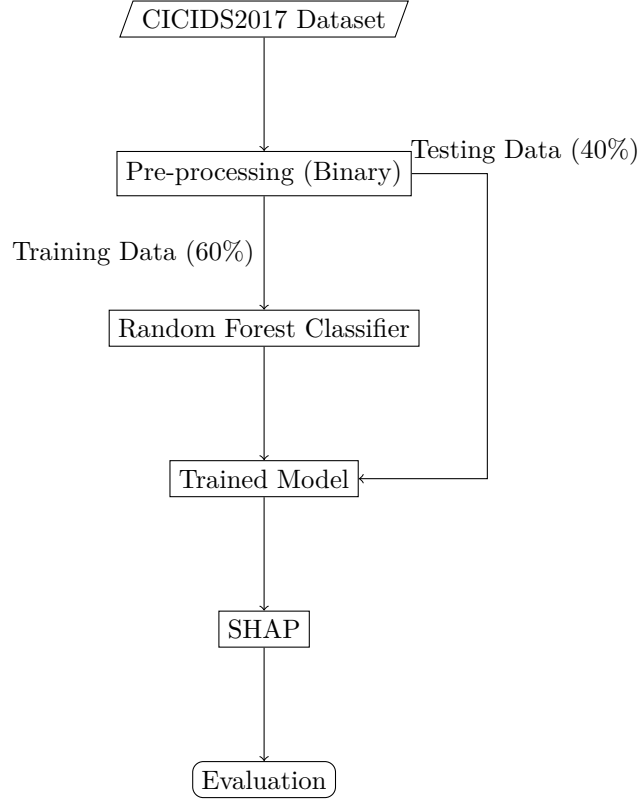 CICIDS2017 Dataset
Testing Data (40%)
Pre-processing (Binary)
Training Data (60%)
Random Forest Classifier
Trained Model
SHAP
Evaluation